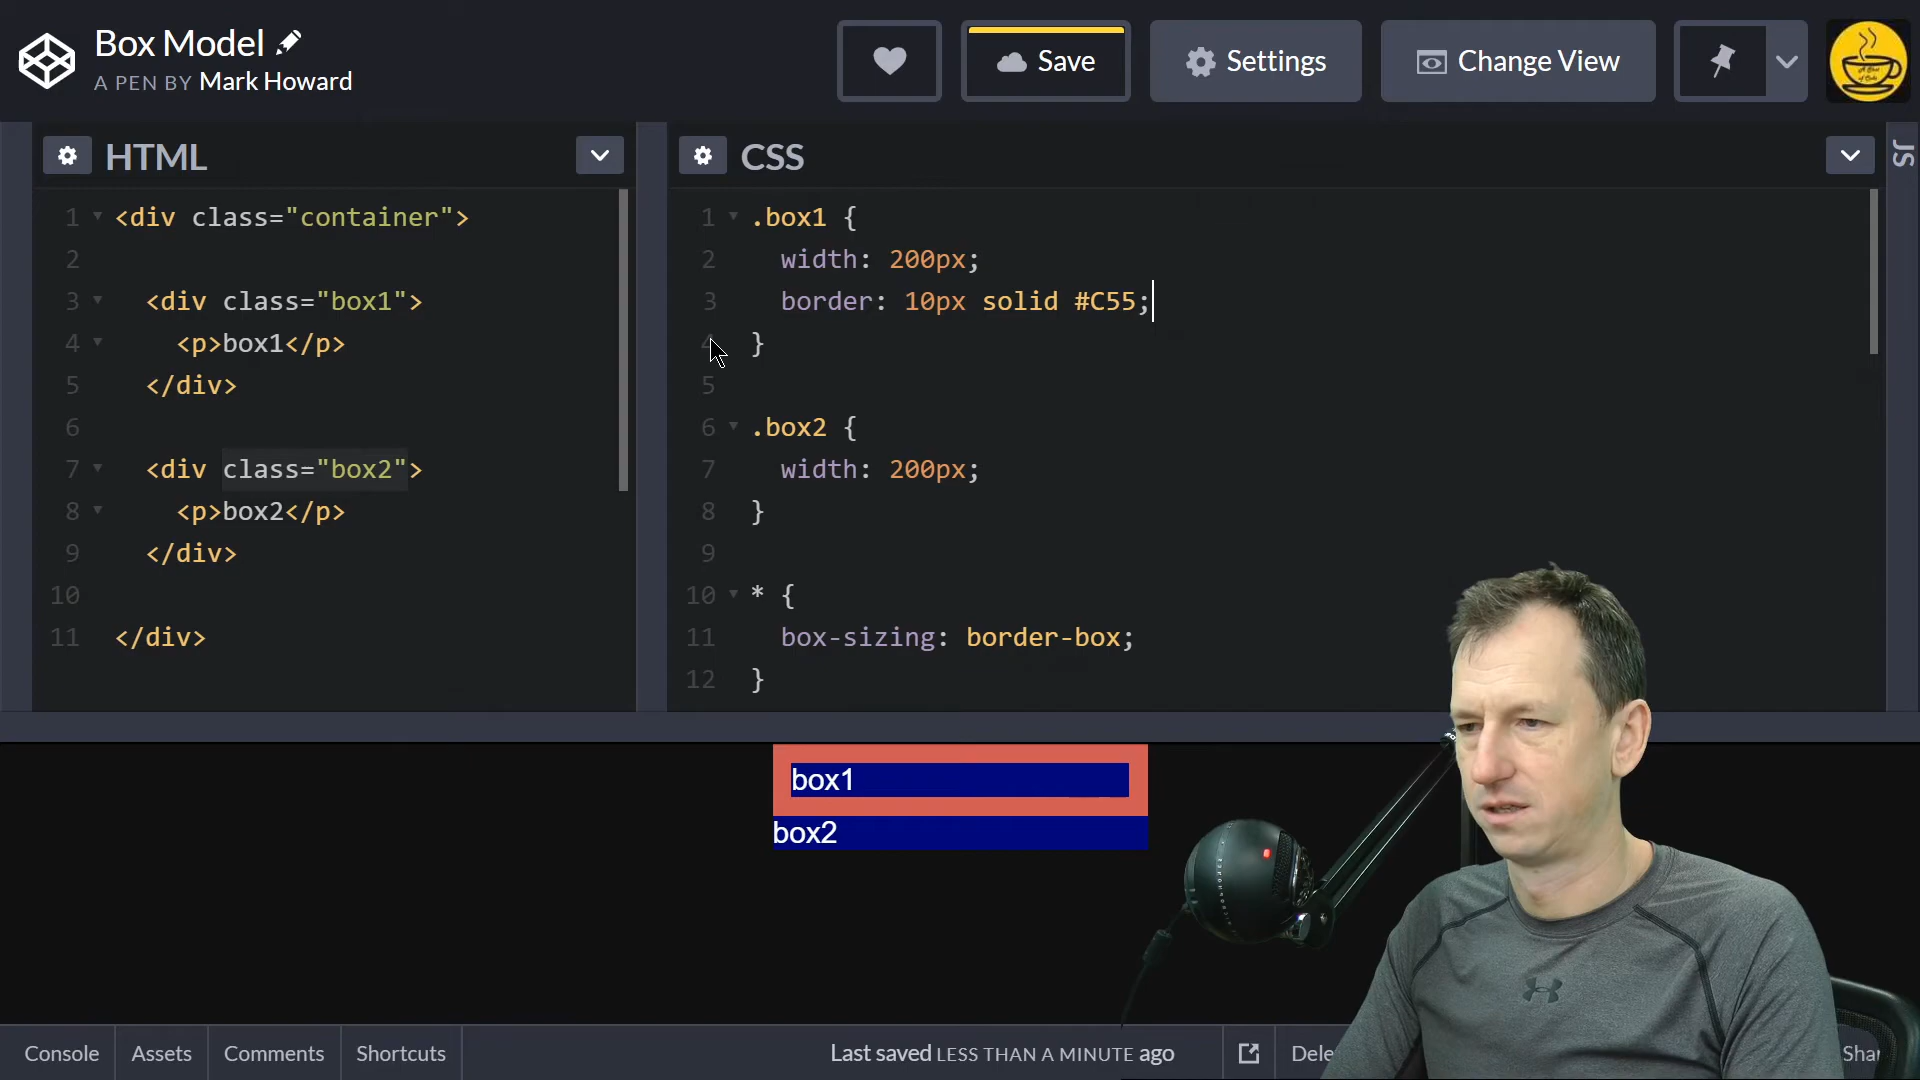 Box Model
A PEN BY Mark Howard
Save
Settings
Change View
HTML
CSS
JS
1 <div class="container">
2
3 <div class="box1">
4 <p>box1</p>
5 </div>
6
7 <div class="box2">
8 <p>box2</p>
9 </div>
10
11 </div>
1 .box1 {
2 width: 200px;
3 border: 10px solid #C55;
4 }
5
6 .box2 {
7 width: 200px;
8 }
9
10 * {
11 box-sizing: border-box;
12 }
box1
box2
Console
Assets
Comments
Shortcuts
Last saved LESS THAN A MINUTE ago